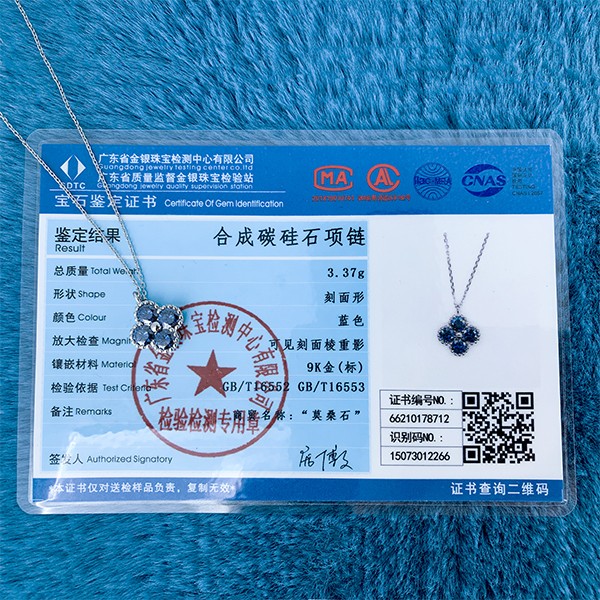 广东省金银珠宝检测中心有限公司
Guangdong jewelry testing center co.ltd
广东省质量监督金银珠宝检验站
Guangdong jewelry quality supervision station
GDTC
MA
AL
CNAS
宝石鉴定证书 Certificate Of Gem Identification
鉴定结果 合成碳硅石项链
Result
总质量 Total Weight 3.37g
形状 Shape 刻面形
颜色 Colour 蓝色
放大检查 Magni 可见刻面棱重影
镶嵌材料 Material 9K金(标)
检验依据 Test Criteria GB/T16552 GB/T16553
备注 Remarks 商贸名称:“莫桑石”
签发人 Authorized Signatory
广东省金银珠宝检测中心有限公司
检验检测专用章
证书编号NO.:
66210178712
识别码NO.:
15073012266
本证书仅对送检样品负责,复制无效
证书查询二维码